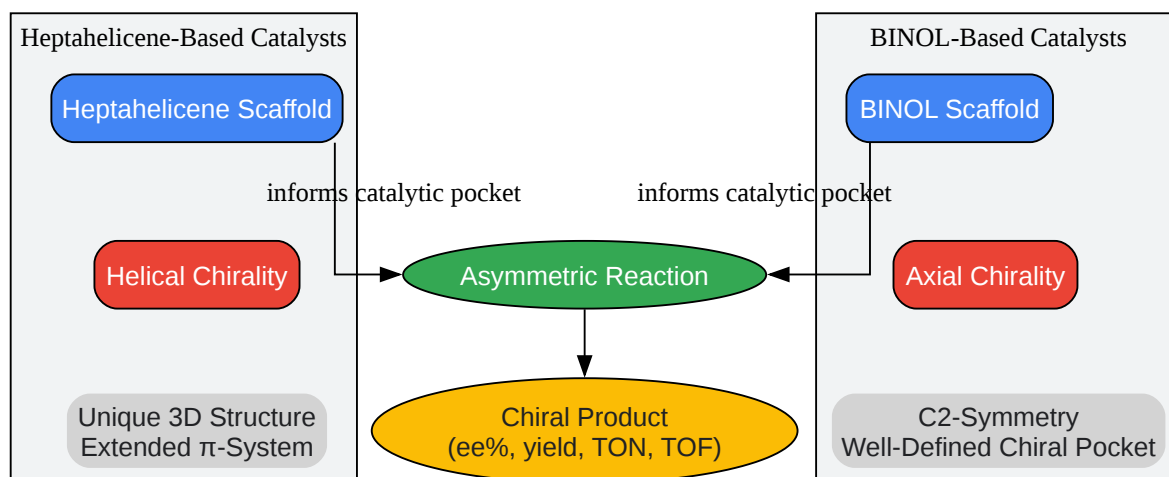 Heptahelicene-Based Catalysts
BINOL-Based Catalysts
Heptahelicene Scaffold
BINOL Scaffold
informs catalytic pocket
informs catalytic pocket
Helical Chirality
Asymmetric Reaction
Axial Chirality
Unique 3D Structure
Extended π-System
Chiral Product
(ee%, yield, TON, TOF)
C2-Symmetry
Well-Defined Chiral Pocket